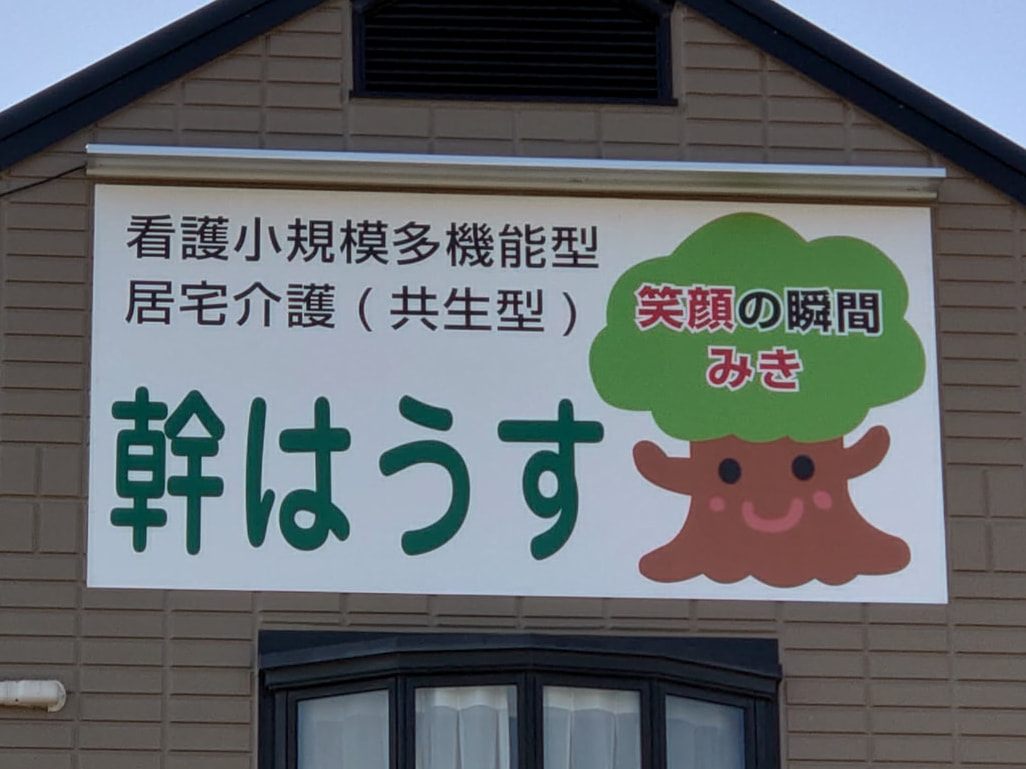 看護小規模多機能型
居宅介護（共生型）
幹はうす
笑顔の瞬間
みき